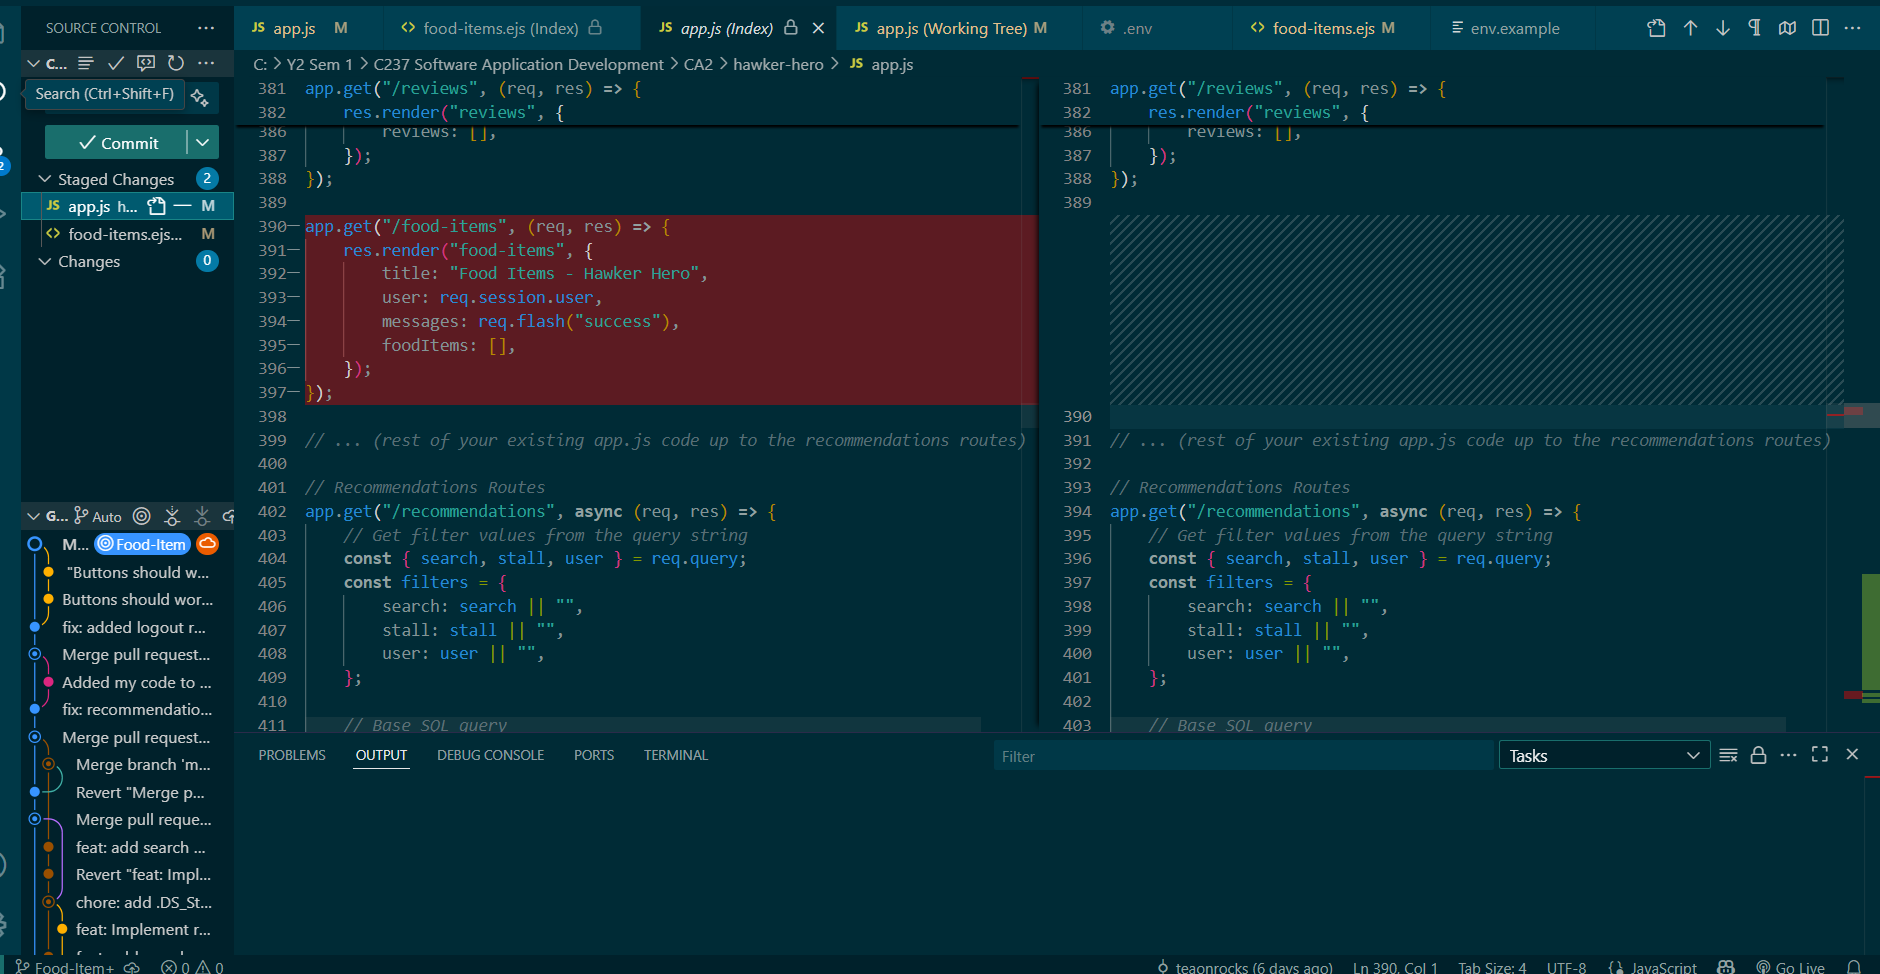 SOURCE CONTROL ...
JS app.js M
<> food-items.ejs (Index)
JS app.js (Index)
JS app.js (Working Tree) M
.env
<> food-items.ejs M
env.example
C...
C: > Y2 Sem 1 > C237 Software Application Development > CA2 > hawker-hero > JS app.js
Search (Ctrl+Shift+F)
Commit
Staged Changes 2
JS app.js h... M
<> food-items.ejs... M
Changes 0
381 app.get("/reviews", (req, res) => {
382 res.render("reviews", {
386 reviews: [],
387 });
388 });
389
390— app.get("/food-items", (req, res) => {
391— res.render("food-items", {
392— title: "Food Items - Hawker Hero",
393— user: req.session.user,
394— messages: req.flash("success"),
395— foodItems: [],
396— });
397— });
398
399 // ... (rest of your existing app.js code up to the recommendations routes)
400
401 // Recommendations Routes
402 app.get("/recommendations", async (req, res) => {
403 // Get filter values from the query string
404 const { search, stall, user } = req.query;
405 const filters = {
406 search: search || "",
407 stall: stall || "",
408 user: user || "",
409 };
410
411 // Base SQL query
381 app.get("/reviews", (req, res) => {
382 res.render("reviews", {
386 reviews: [],
387 });
388 });
389
390
391 // ... (rest of your existing app.js code up to the recommendations routes)
392
393 // Recommendations Routes
394 app.get("/recommendations", async (req, res) => {
395 // Get filter values from the query string
396 const { search, stall, user } = req.query;
397 const filters = {
398 search: search || "",
399 stall: stall || "",
400 user: user || "",
401 };
402
403 // Base SQL query
G... Auto
M... Food-Item
"Buttons should w...
Buttons should wor...
fix: added logout r...
Merge pull request...
Added my code to ...
fix: recommendatio...
Merge pull request...
Merge branch 'm...
Revert "Merge p...
Merge pull reque...
feat: add search ...
Revert "feat: Impl...
chore: add .DS_St...
feat: Implement r...
PROBLEMS OUTPUT DEBUG CONSOLE PORTS TERMINAL
Filter
Tasks
Food-Item+ 0 0
teaonrocks (6 days ago) Ln 390, Col 1 Tab Size: 4 UTF-8 {} JavaScript Go Live